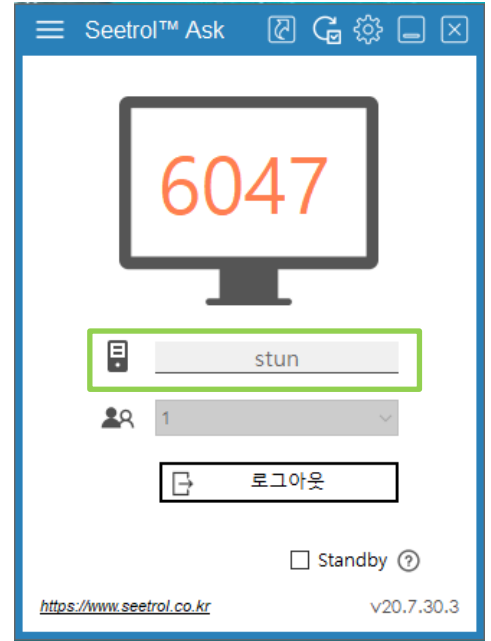 Seetrol™ Ask
6047
stun
1
로그아웃
Standby ?
https://www.seetrol.co.kr v20.7.30.3